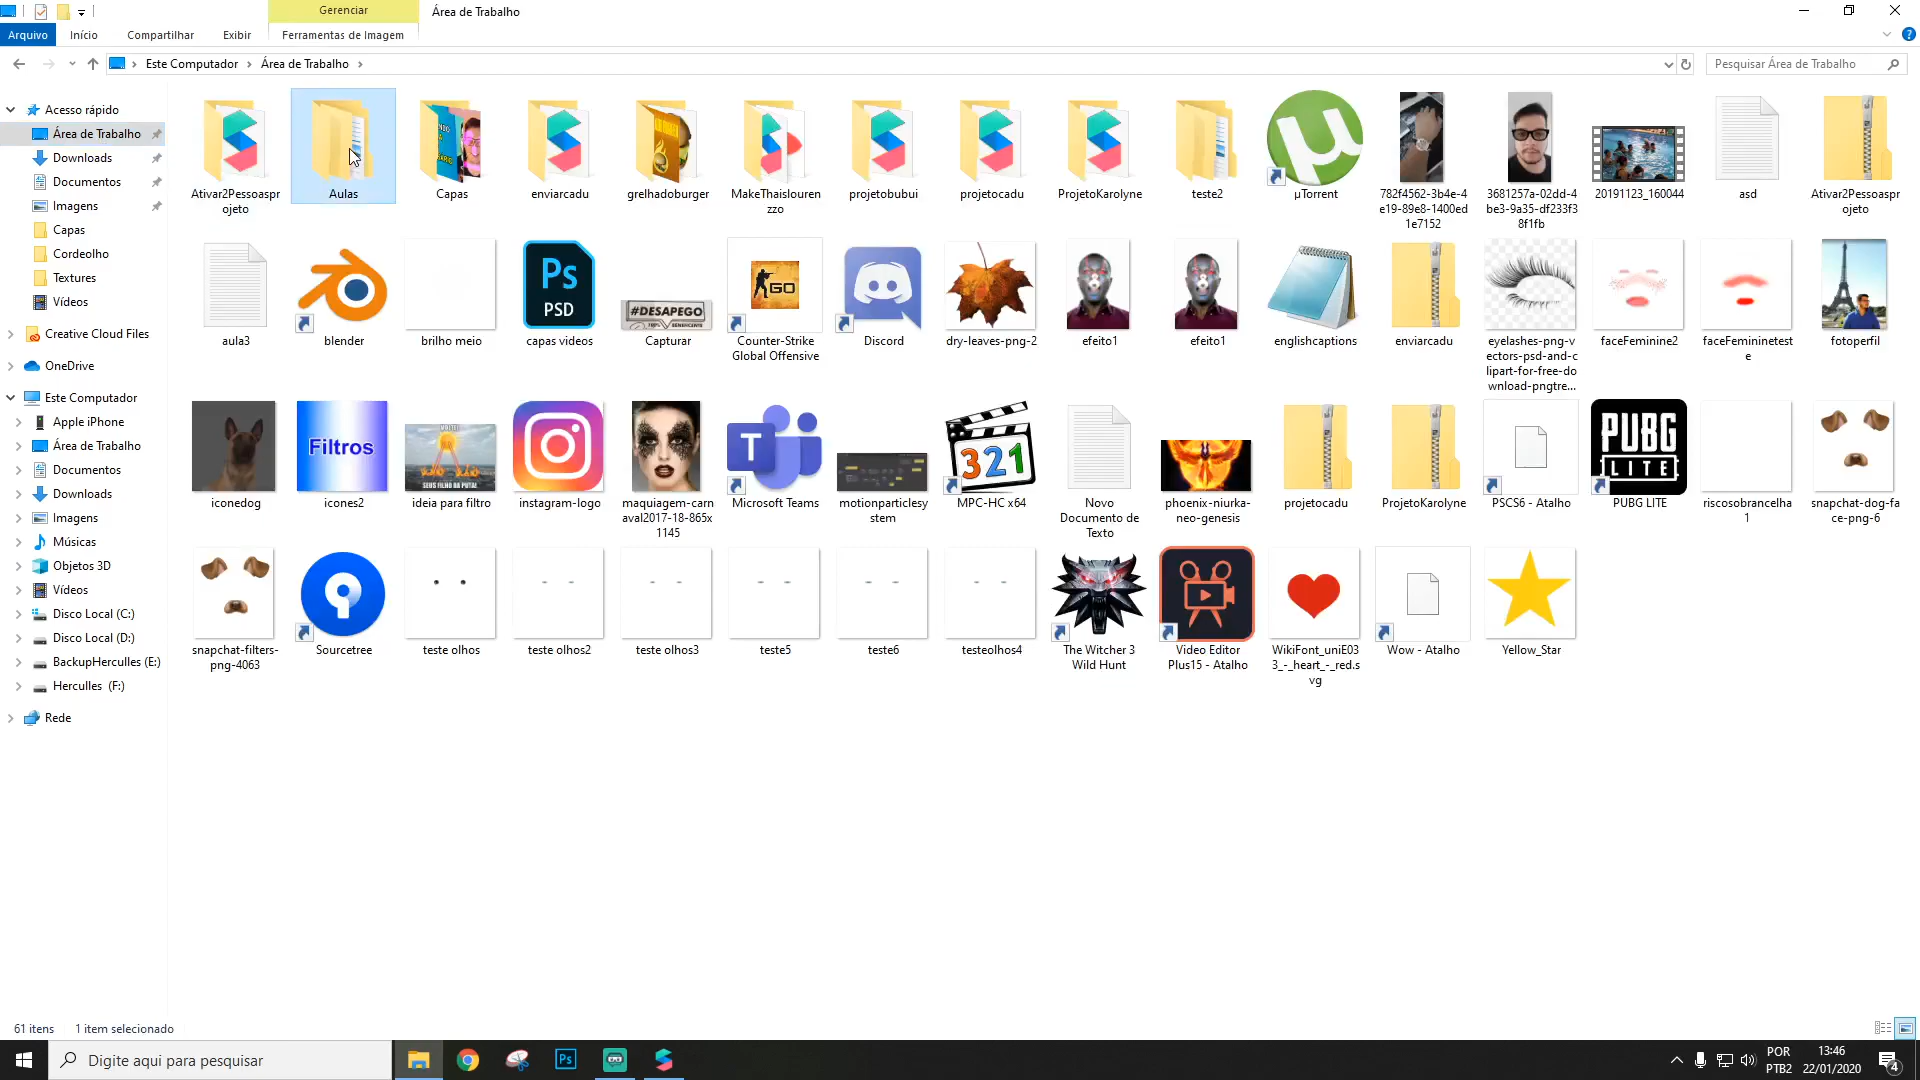 Gerenciar
Área de Trabalho
Arquivo
Início
Compartilhar
Exibir
Ferramentas de Imagem
Este Computador
Área de Trabalho
Pesquisar Área de Trabalho
Acesso rápido
Área de Trabalho
Downloads
Documentos
Imagens
Capas
Cordeolho
Textures
Vídeos
Creative Cloud Files
OneDrive
Este Computador
Apple iPhone
Área de Trabalho
Documentos
Downloads
Imagens
Músicas
Objetos 3D
Vídeos
Disco Local (C:)
Disco Local (D:)
BackupHerculles (E:)
Herculles (F:)
Rede
Ativar2Pessoaspr
ojeto
Aulas
Capas
enviarcadu
grelhadoburger
MakeThaislouren
zzo
projetobubui
projetocadu
ProjetoKarolyne
teste2
µTorrent
782f4562-3b4e-4
e19-89e8-1400ed
1e7152
3681257a-02dd-4
be3-9a35-df233f3
8f1fb
20191123_160044
asd
Ativar2Pessoaspr
ojeto
aula3
blender
brilho meio
Ps
PSD
capas videos
#DESAPEGO
Capturar
GO
Counter-Strike
Global Offensive
Discord
dry-leaves-png-2
efeito1
efeito1
englishcaptions
enviarcadu
eyelashes-png-v
ectors-psd-and-c
lipart-for-free-do
wnload-pngtre...
faceFeminine2
faceFemininetest
e
fotoperfil
iconedog
Filtros
icones2
ideia para filtro
instagram-logo
maquiagem-carn
aval2017-18-865x
1145
T
Microsoft Teams
motionparticlesy
stem
321
MPC-HC x64
Novo
Documento de
Texto
phoenix-niurka-
neo-genesis
projetocadu
ProjetoKarolyne
PSCS6 - Atalho
PUBG
LITE
PUBG LITE
riscosobrancelha
1
snapchat-dog-fa
ce-png-6
snapchat-filters-
png-4063
Sourcetree
teste olhos
teste olhos2
teste olhos3
teste5
teste6
testeolhos4
The Witcher 3
Wild Hunt
Video Editor
Plus15 - Atalho
WikiFont_uniE03
3_-_heart_-_red.s
vg
Wow - Atalho
Yellow_Star
61 itens
1 item selecionado
Digite aqui para pesquisar
Ps
POR
PTB2
13:46
22/01/2020
4